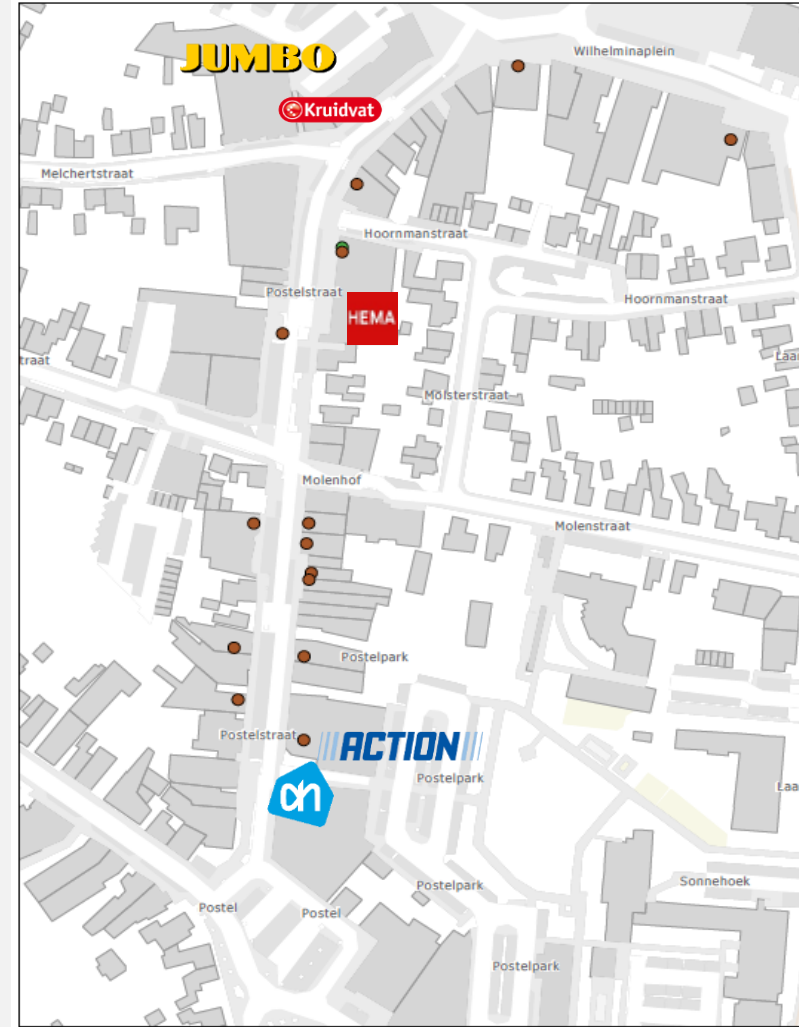 Wilhelminaplein
JUMBO
Kruidvat
Melchertstraat
Hoornmanstraat
Postelstraat
Hoornmanstraat
HEMA
traat
Laar
Molsterstraat
Molenhof
Molenstraat
Postelpark
Postelstraat
ACTION
Postelpark
Laa
ah
Postelpark
Sonnehoek
Postel
Postel
Postelpark